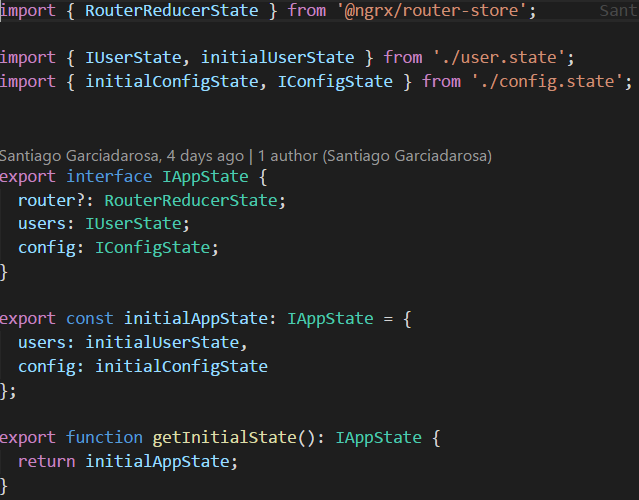 import { RouterReducerState } from '@ngrx/router-store'; Sant
import { IUserState, initialUserState } from './user.state';
import { initialConfigState, IConfigState } from './config.state';
Santiago Garciadarosa, 4 days ago | 1 author (Santiago Garciadarosa)
export interface IAppState {
  router?: RouterReducerState;
  users: IUserState;
  config: IConfigState;
}
export const initialAppState: IAppState = {
  users: initialUserState,
  config: initialConfigState
};
export function getInitialState(): IAppState {
  return initialAppState;
}